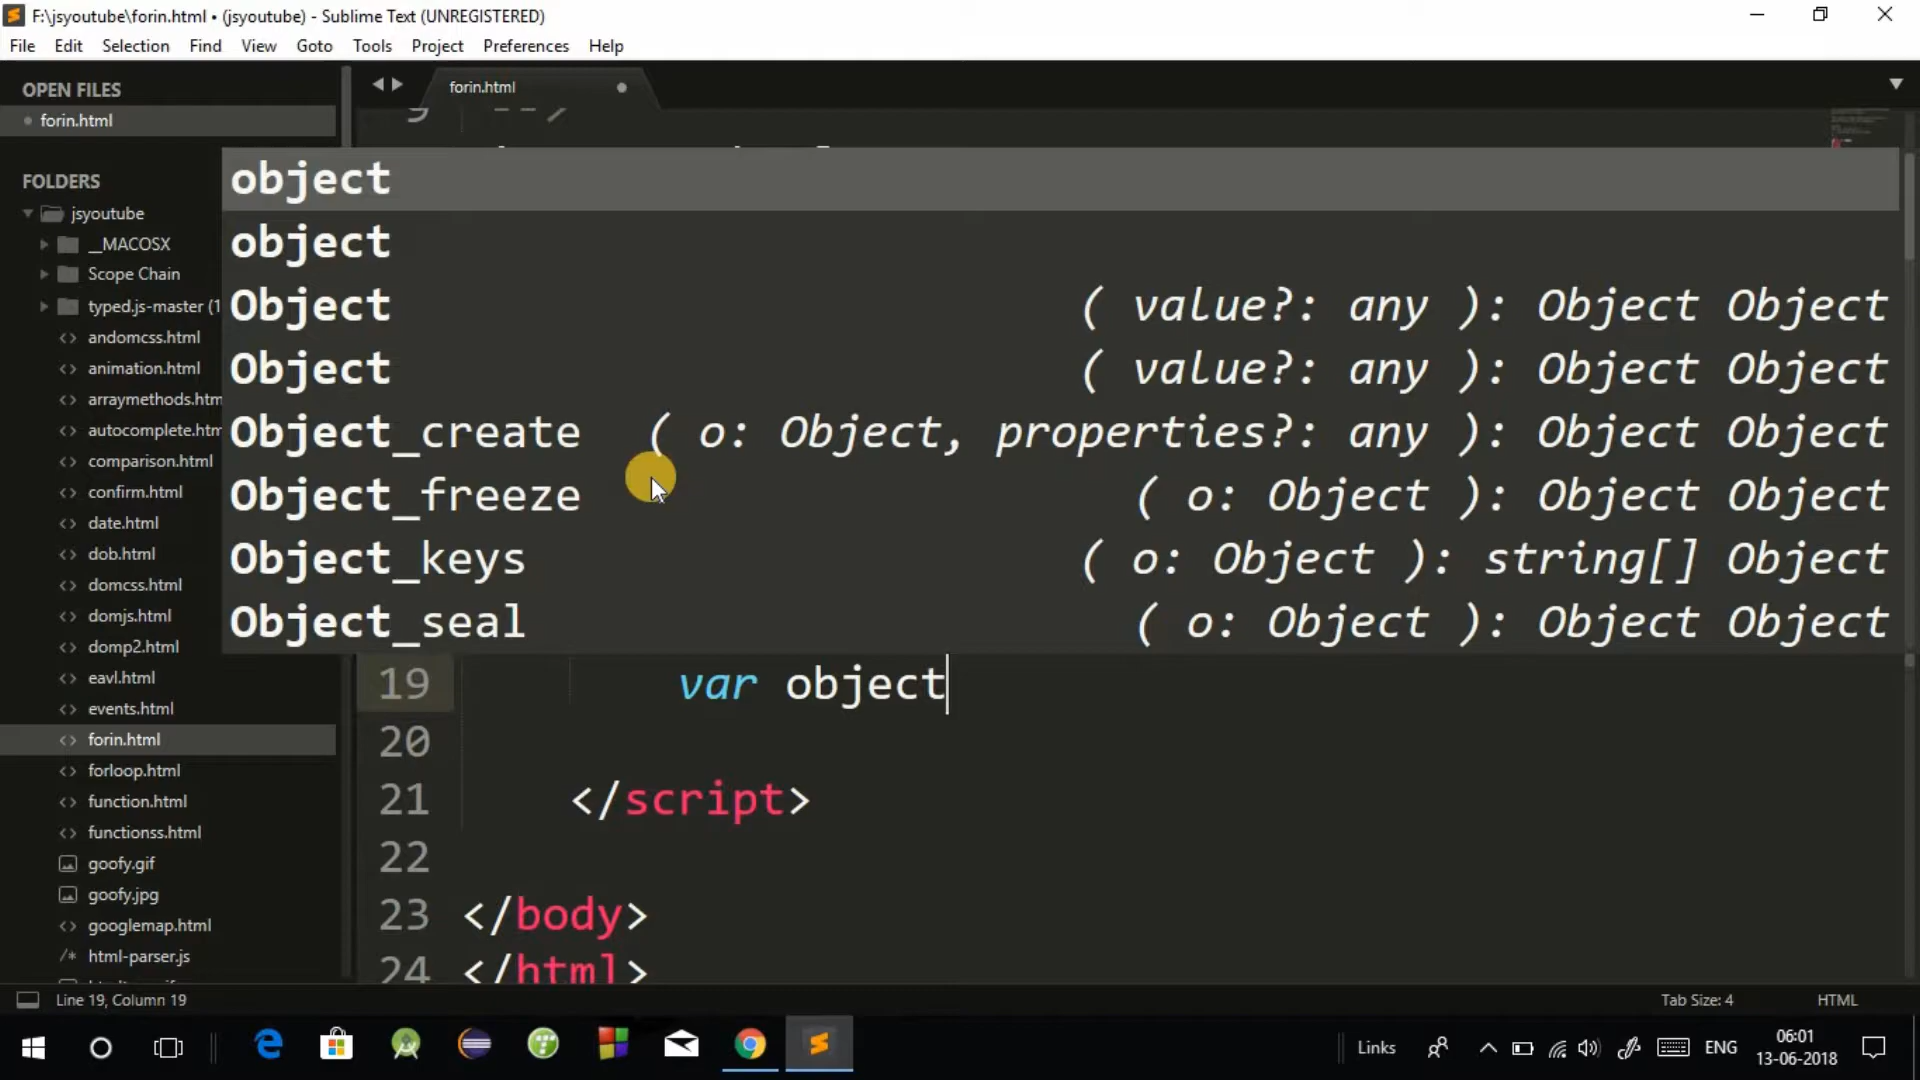 F:\jsyoutube\forin.html • (jsyoutube) - Sublime Text (UNREGISTERED)
File Edit Selection Find View Goto Tools Project Preferences Help
OPEN FILES
forin.html
forin.html
FOLDERS
jsyoutube
__MACOSX
Scope Chain
typed.js-master (1
andomcss.html
animation.html
arraymethods.htm
autocomplete.htm
comparison.html
confirm.html
date.html
dob.html
domcss.html
domjs.html
domp2.html
eavl.html
events.html
forin.html
forloop.html
function.html
functionss.html
goofy.gif
goofy.jpg
googlemap.html
html-parser.js
9
object
object
Object ( value?: any ): Object Object
Object ( value?: any ): Object Object
Object_create ( o: Object, properties?: any ): Object Object
Object_freeze ( o: Object ): Object Object
Object_keys ( o: Object ): string[] Object
Object_seal ( o: Object ): Object Object
19 var object
20
21 </script>
22
23 </body>
24 </html>
Line 19, Column 19 Tab Size: 4 HTML
Links ENG 06:01
13-06-2018